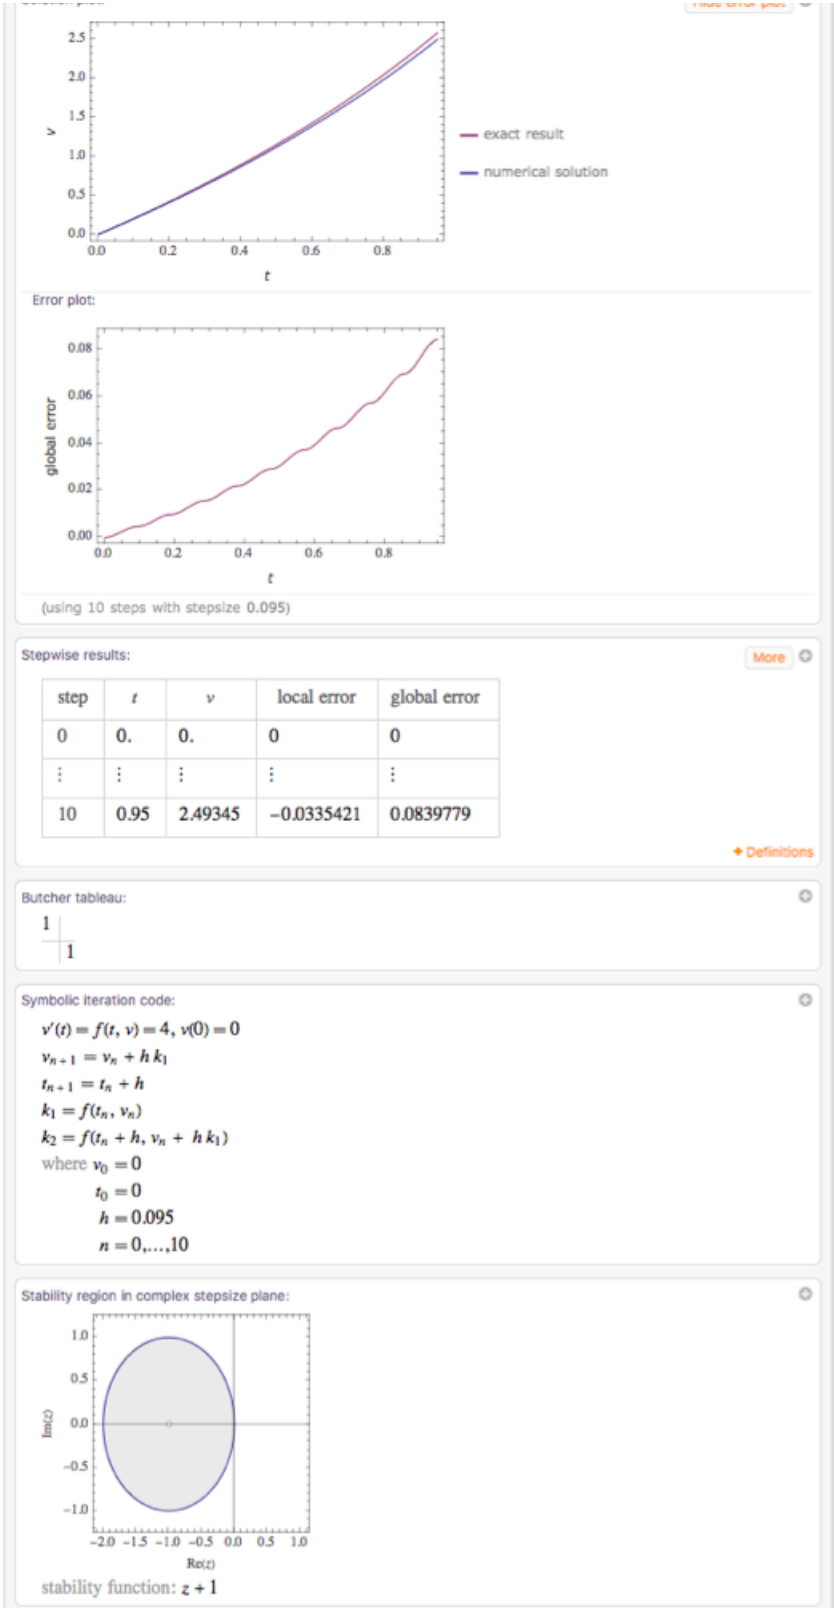 2.5
2.0
1.5
1.0
0.5
0.0
v
0.0 0.2 0.4 0.6 0.8
t
exact result
numerical solution
Error plot:
0.08
0.06
0.04
0.02
0.00
global error
0.0 0.2 0.4 0.6 0.8
t
(using 10 steps with stepsize 0.095)
Stepwise results:
More
step t v local error global error
0 0. 0. 0 0
⋮ ⋮ ⋮ ⋮ ⋮
10 0.95 2.49345 −0.0335421 0.0839779
+ Definitions
Butcher tableau:
1
1
Symbolic iteration code:
v′(t) = f(t, v) = 4, v(0) = 0
vₙ₊₁ = vₙ + h k₁
tₙ₊₁ = tₙ + h
k₁ = f(tₙ, vₙ)
k₂ = f(tₙ + h, vₙ + h k₁)
where v₀ = 0
t₀ = 0
h = 0.095
n = 0,...,10
Stability region in complex stepsize plane:
1.0
0.5
0.0
−0.5
−1.0
Im(z)
−2.0 −1.5 −1.0 −0.5 0.0 0.5 1.0
Re(z)
stability function: z + 1